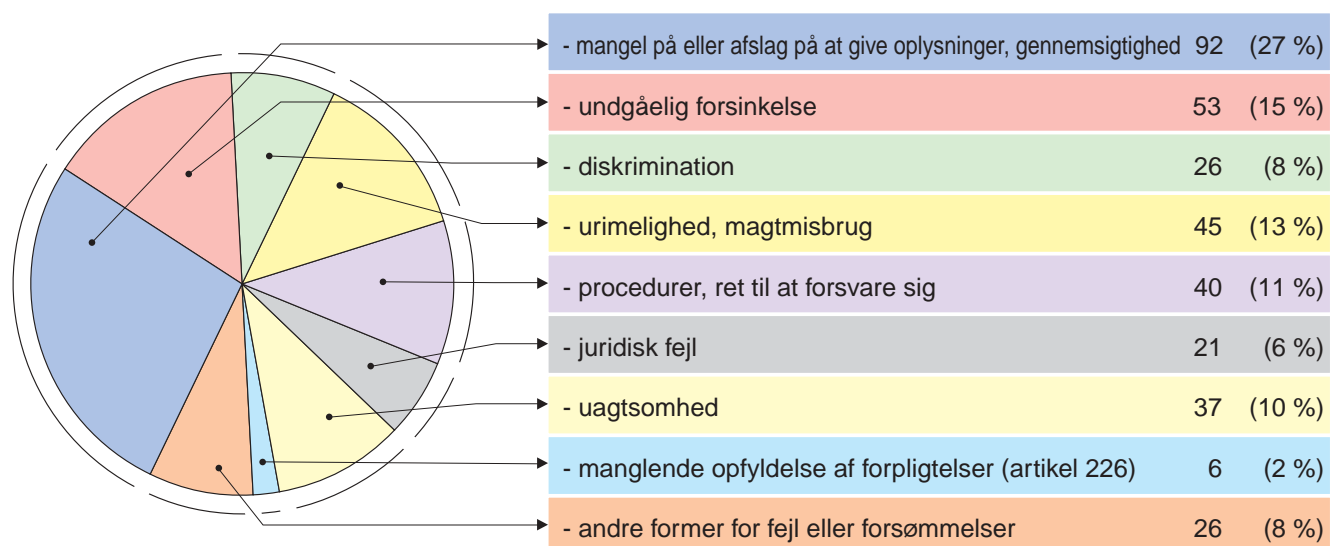 - mangel på eller afslag på at give oplysninger, gennemsigtighed 92 (27 %)
- undgåelig forsinkelse 53 (15 %)
- diskrimination 26 (8 %)
- urimelighed, magtmisbrug 45 (13 %)
- procedurer, ret til at forsvare sig 40 (11 %)
- juridisk fejl 21 (6 %)
- uagtsomhed 37 (10 %)
- manglende opfyldelse af forpligtelser (artikel 226) 6 (2 %)
- andre former for fejl eller forsømmelser 26 (8 %)